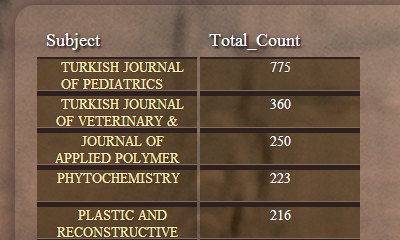 Subject Total_Count
TURKISH JOURNAL
OF PEDIATRICS 775
TURKISH JOURNAL
OF VETERINARY & 360
JOURNAL OF
APPLIED POLYMER 250
PHYTOCHEMISTRY 223
PLASTIC AND
RECONSTRUCTIVE 216